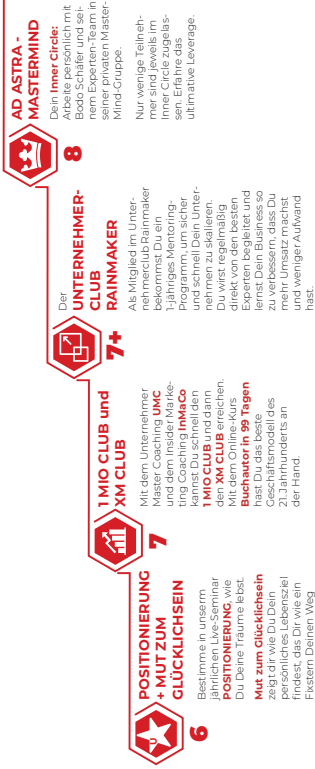 6
POSITIONIERUNG
+ MUT ZUM
GLÜCKLICHSEIN
Bestimme in unserm
jährlichen Live-Seminar
POSITIONIERUNG, wie
Du Deine Träume lebst.
Mut zum Glücklichsein
zeigt dir wie Du Dein
persönliches Lebensziel
findest, das Dir wie ein
Fixstern Deinen Weg
7
1 MIO CLUB und
XM CLUB
Mit dem Unternehmer
Master Coaching UMC
und dem Insider Marke-
ting Coaching InMaCo
kannst Du schnell den
1 MIO CLUB und dann
den XM CLUB erreichen.
Mit dem Online-Kurs
Buchautor in 99 Tagen
hast Du das beste
Geschäftsmodell des
21. Jahrhunderts an
der Hand.
7+
Der
UNTERNEHMER-
CLUB
RAINMAKER
Als Mitglied im Unter-
nehmerclub Rainmaker
bekommst Du ein
1-jähriges Mentoring-
Programm, um sicher
und schnell Dein Unter-
nehmen zu skalieren.
Du wirst regelmäßig
direkt von den besten
Experten begleitet und
lernst Dein Business so
zu verbessern, dass Du
mehr Umsatz machst
und weniger Aufwand
hast.
8
AD ASTRA -
MASTERMIND
Dein Inner Circle:
Arbeite persönlich mit
Bodo Schäfer und sei-
nem Experten-Team in
seiner privaten Master-
Mind-Gruppe.
Nur wenige Teilneh-
mer sind jeweils im
Inner Circle zugelas-
sen. Erfahre das
ultimative Leverage.